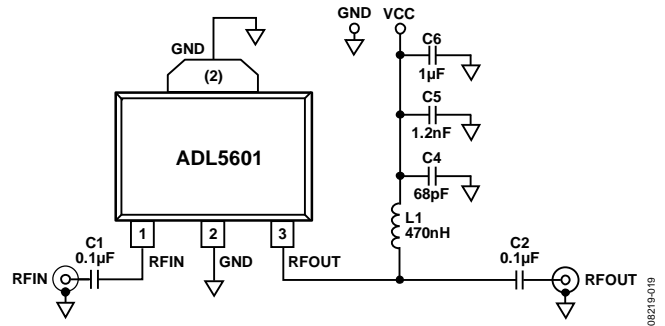 GND VCC
GND
(2)
C6
1µF
C5
1.2nF
ADL5601
C4
68pF
L1
470nH
1 2 3
C1
0.1µF
RFIN GND RFOUT
C2
0.1µF
RFIN
RFOUT
08219-019